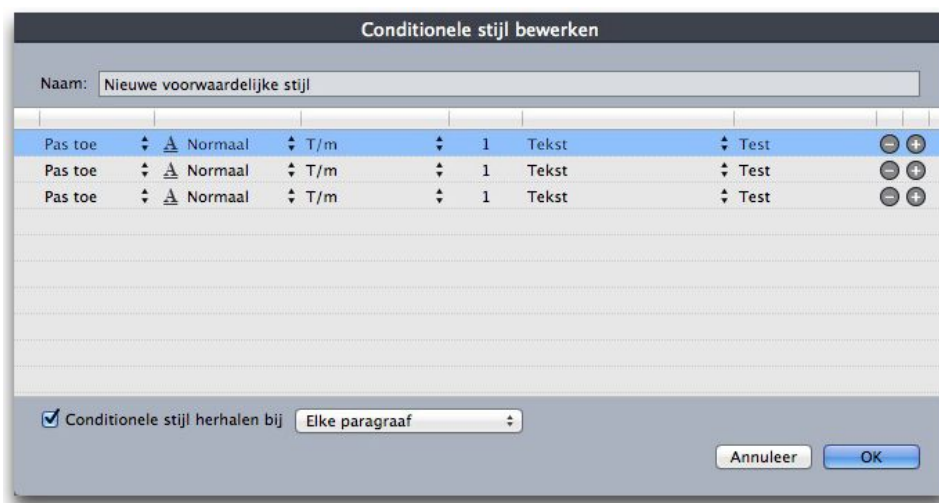 Conditionele stijl bewerken
Naam: Nieuwe voorwaardelijke stijl
Pas toe A Normaal T/m 1 Tekst Test
Pas toe A Normaal T/m 1 Tekst Test
Pas toe A Normaal T/m 1 Tekst Test
Conditionele stijl herhalen bij Elke paragraaf
Annuleer OK